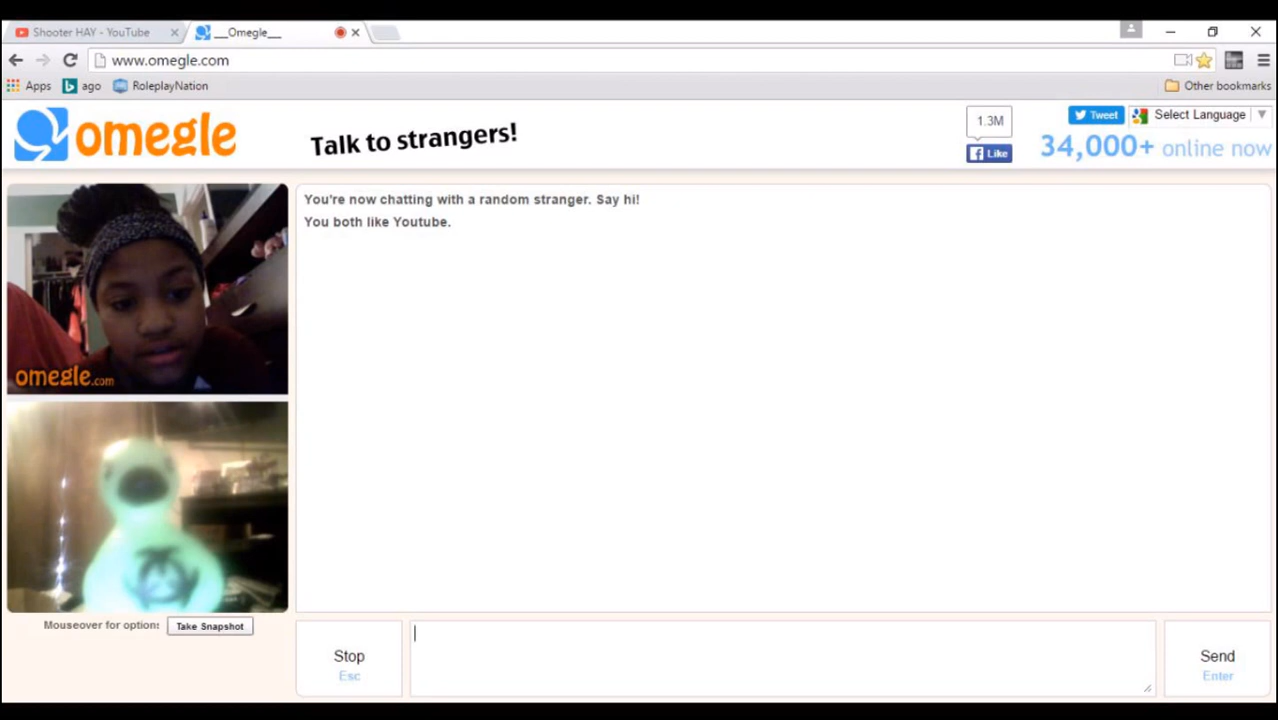 Shooter HAY - YouTube
__Omegle__
www.omegle.com
Apps
ago
RoleplayNation
Other bookmarks
omegle
Talk to strangers!
1.3M
Like
Tweet
Select Language
34,000+ online now
You're now chatting with a random stranger. Say hi!
You both like Youtube.
omegle.com
Mouseover for option:
Take Snapshot
Stop
Esc
Send
Enter